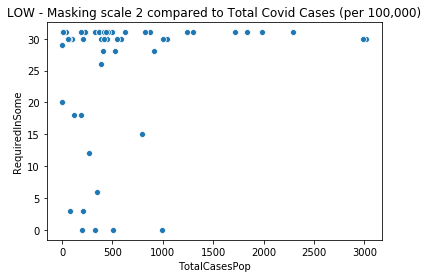 LOW - Masking scale 2 compared to Total Covid Cases (per 100,000)
30
25
20
15
10
5
0
RequiredInSome
0 500 1000 1500 2000 2500 3000
TotalCasesPop